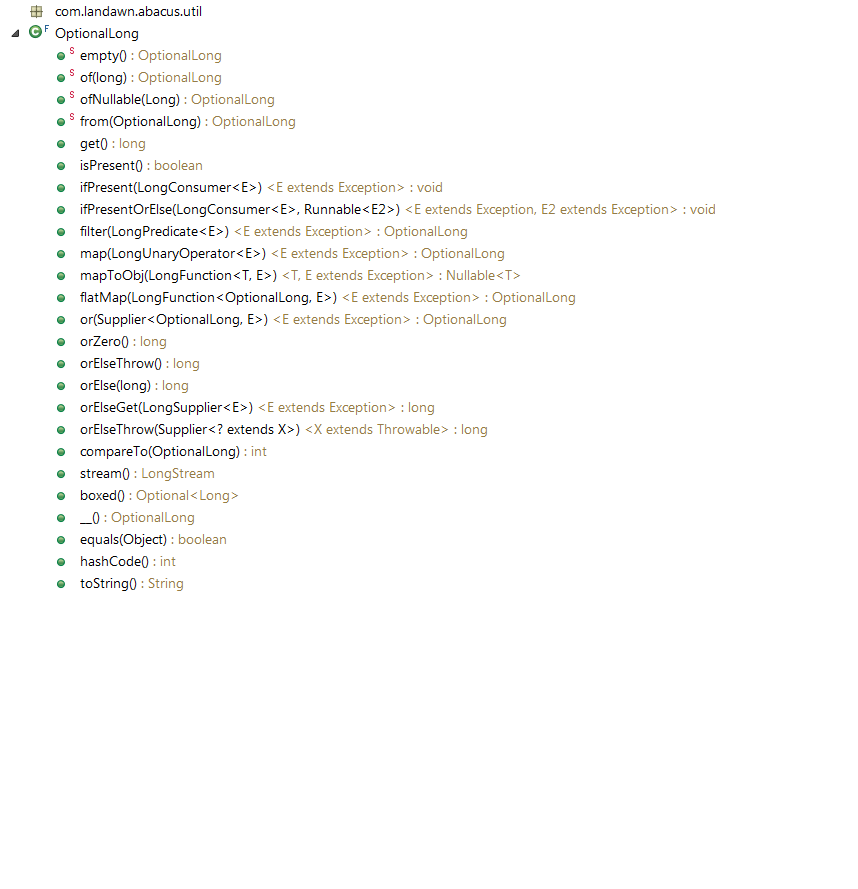 com.landawn.abacus.util
C F OptionalLong
S empty() : OptionalLong
S of(long) : OptionalLong
S ofNullable(Long) : OptionalLong
S from(OptionalLong) : OptionalLong
get() : long
isPresent() : boolean
ifPresent(LongConsumer<E>) <E extends Exception> : void
ifPresentOrElse(LongConsumer<E>, Runnable<E2>) <E extends Exception, E2 extends Exception> : void
filter(LongPredicate<E>) <E extends Exception> : OptionalLong
map(LongUnaryOperator<E>) <E extends Exception> : OptionalLong
mapToObj(LongFunction<T, E>) <T, E extends Exception> : Nullable<T>
flatMap(LongFunction<OptionalLong, E>) <E extends Exception> : OptionalLong
or(Supplier<OptionalLong, E>) <E extends Exception> : OptionalLong
orZero() : long
orElseThrow() : long
orElse(long) : long
orElseGet(LongSupplier<E>) <E extends Exception> : long
orElseThrow(Supplier<? extends X>) <X extends Throwable> : long
compareTo(OptionalLong) : int
stream() : LongStream
boxed() : Optional<Long>
__() : OptionalLong
equals(Object) : boolean
hashCode() : int
toString() : String